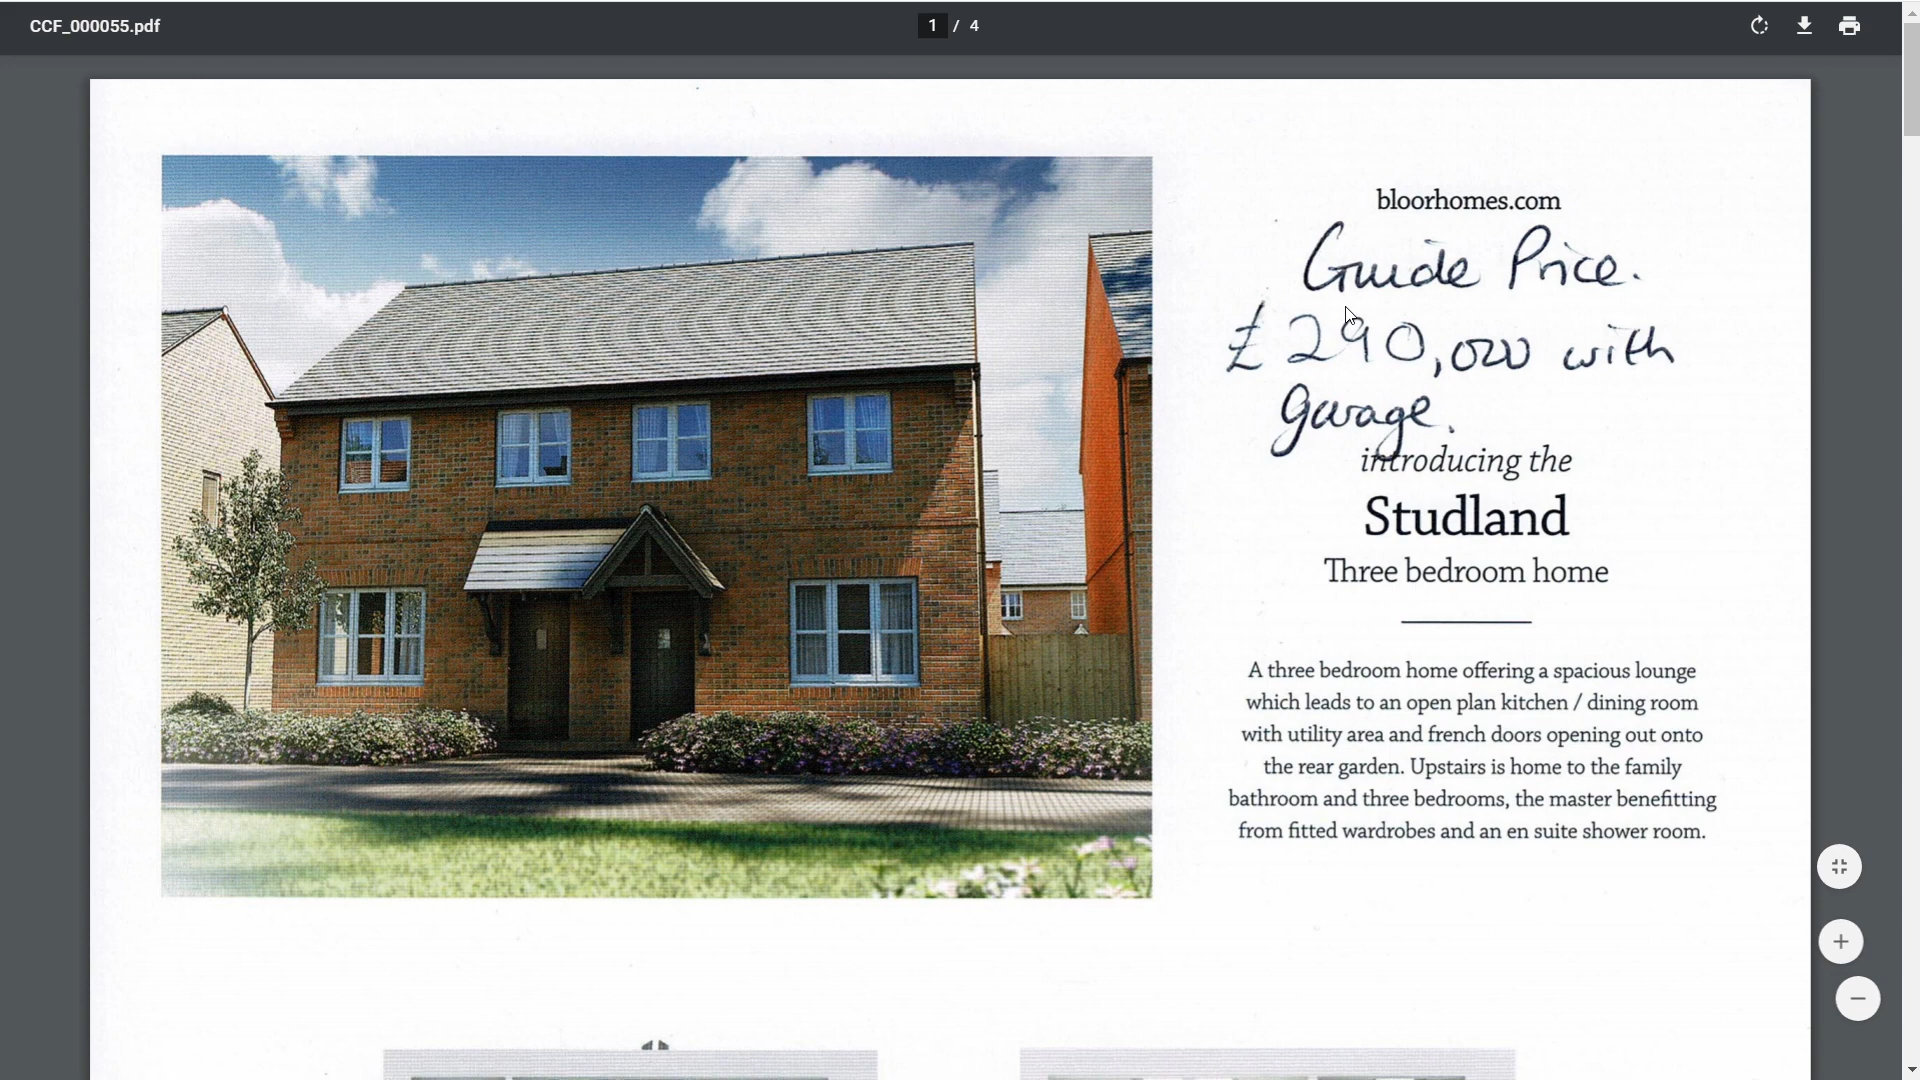 CCF_000055.pdf
1 / 4
bloorhomes.com
Guide Price.
£290,000 with
garage.
introducing the
Studland
Three bedroom home
A three bedroom home offering a spacious lounge
which leads to an open plan kitchen / dining room
with utility area and french doors opening out onto
the rear garden. Upstairs is home to the family
bathroom and three bedrooms, the master benefitting
from fitted wardrobes and an en suite shower room.